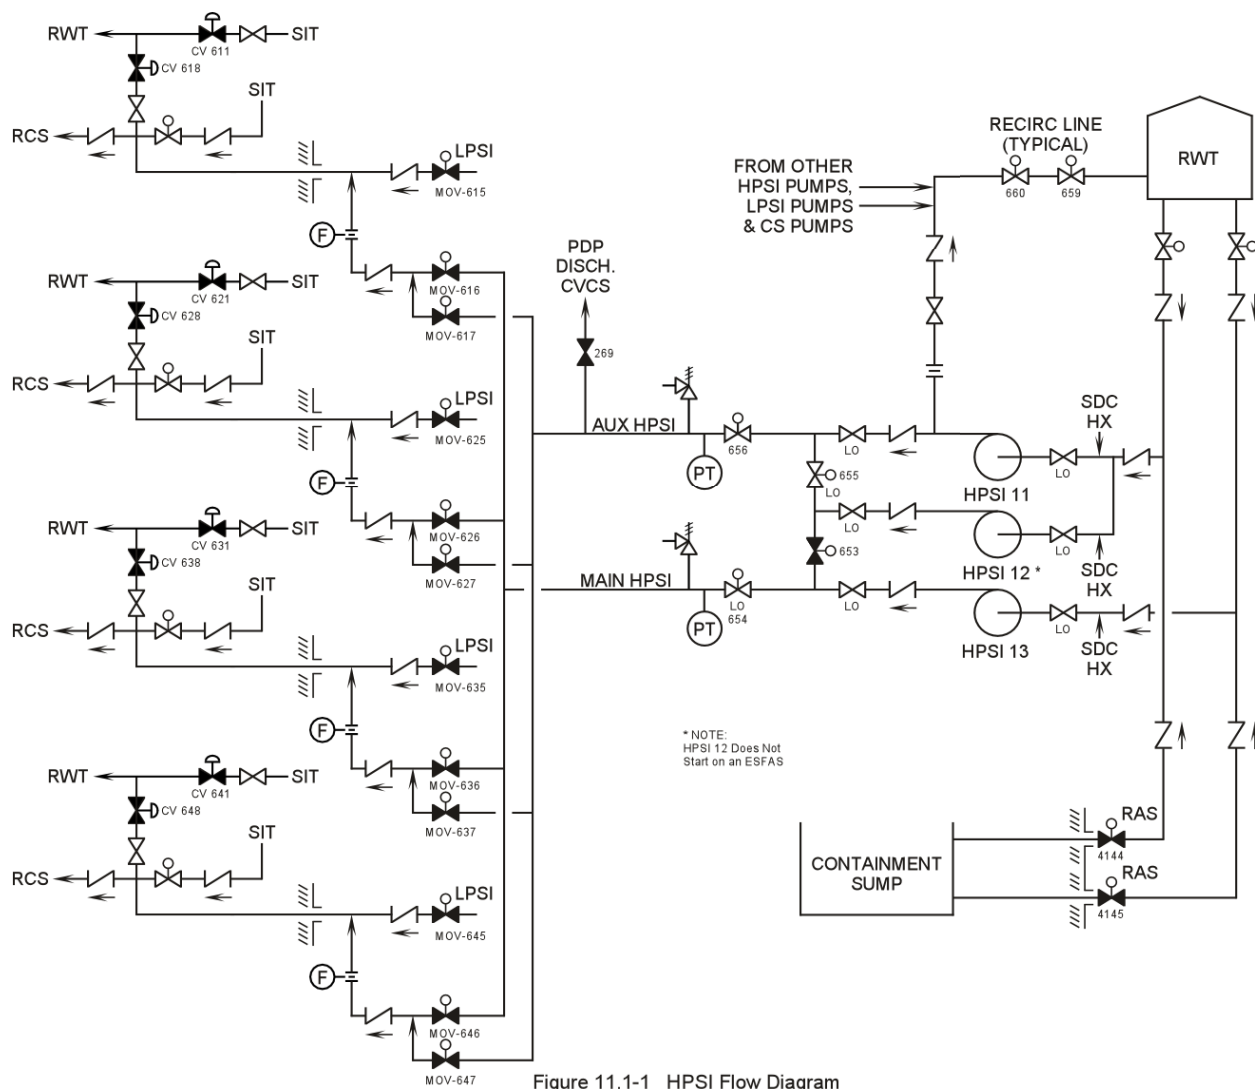 RWT
CV 611
SIT
CV 618
SIT
RCS
LPSI
MOV-615
F
MOV-616
MOV-617
RWT
CV 621
SIT
CV 628
SIT
RCS
LPSI
MOV-625
F
MOV-626
MOV-627
RWT
CV 631
SIT
CV 638
SIT
RCS
LPSI
MOV-635
F
MOV-636
MOV-637
RWT
CV 641
SIT
CV 648
SIT
RCS
LPSI
MOV-645
F
MOV-646
MOV-647
PDP
DISCH.
CVCS
269
AUX HPSI
PT
656
LO
655
LO
LO
653
MAIN HPSI
PT
LO
654
LO
FROM OTHER
HPSI PUMPS,
LPSI PUMPS
& CS PUMPS
RECIRC LINE
(TYPICAL)
660
659
RWT
SDC
HX
LO
HPSI 11
LO
HPSI 12 *
SDC
HX
LO
HPSI 13
SDC
HX
* NOTE:
HPSI 12 Does Not
Start on an ESFAS
CONTAINMENT
SUMP
RAS
4144
RAS
4145
Figure 11.1-1 HPSI Flow Diagram